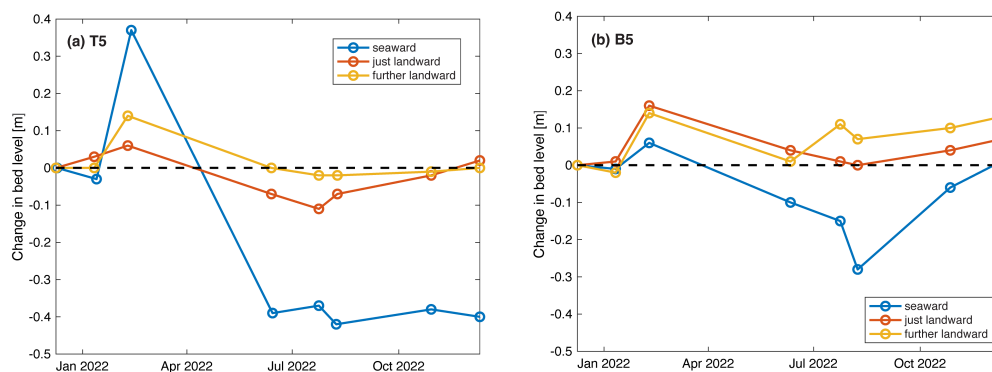 (a) T5
seaward
just landward
further landward
Change in bed level [m]
0.4
0.3
0.2
0.1
0
-0.1
-0.2
-0.3
-0.4
-0.5
Jan 2022
Apr 2022
Jul 2022
Oct 2022
(b) B5
Change in bed level [m]
0.4
0.3
0.2
0.1
0
-0.1
-0.2
-0.3
-0.4
-0.5
seaward
just landward
further landward
Jan 2022
Apr 2022
Jul 2022
Oct 2022